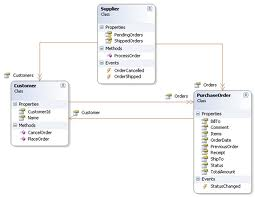 Supplier
Class
Properties
PendingOrders
ShippedOrders
Methods
ProcessOrder
Events
OrderCancelled
OrderShipped
Customers
Orders
Customer
Class
Properties
CustomerId
Name
Methods
CancelOrder
PlaceOrder
Orders
Customer
PurchaseOrder
Class
Properties
BillTo
Comment
Items
OrderDate
PreviousOrder
Receipt
ShipTo
Status
TotalAmount
Events
StatusChanged